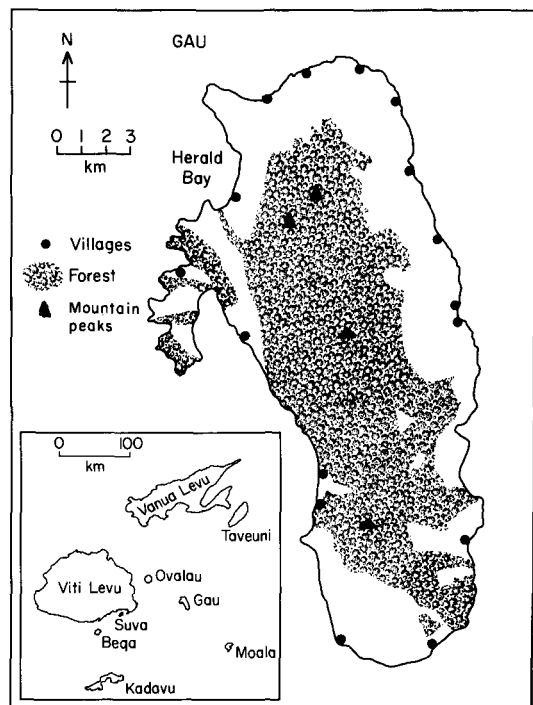 GAU
N
0 1 2 3
km
Herald
Bay
Villages
Forest
Mountain
peaks
0 100
km
Vanua Levu
Taveuni
Viti Levu
Ovalau
Gau
Suva
Beqa
Moala
Kadavu